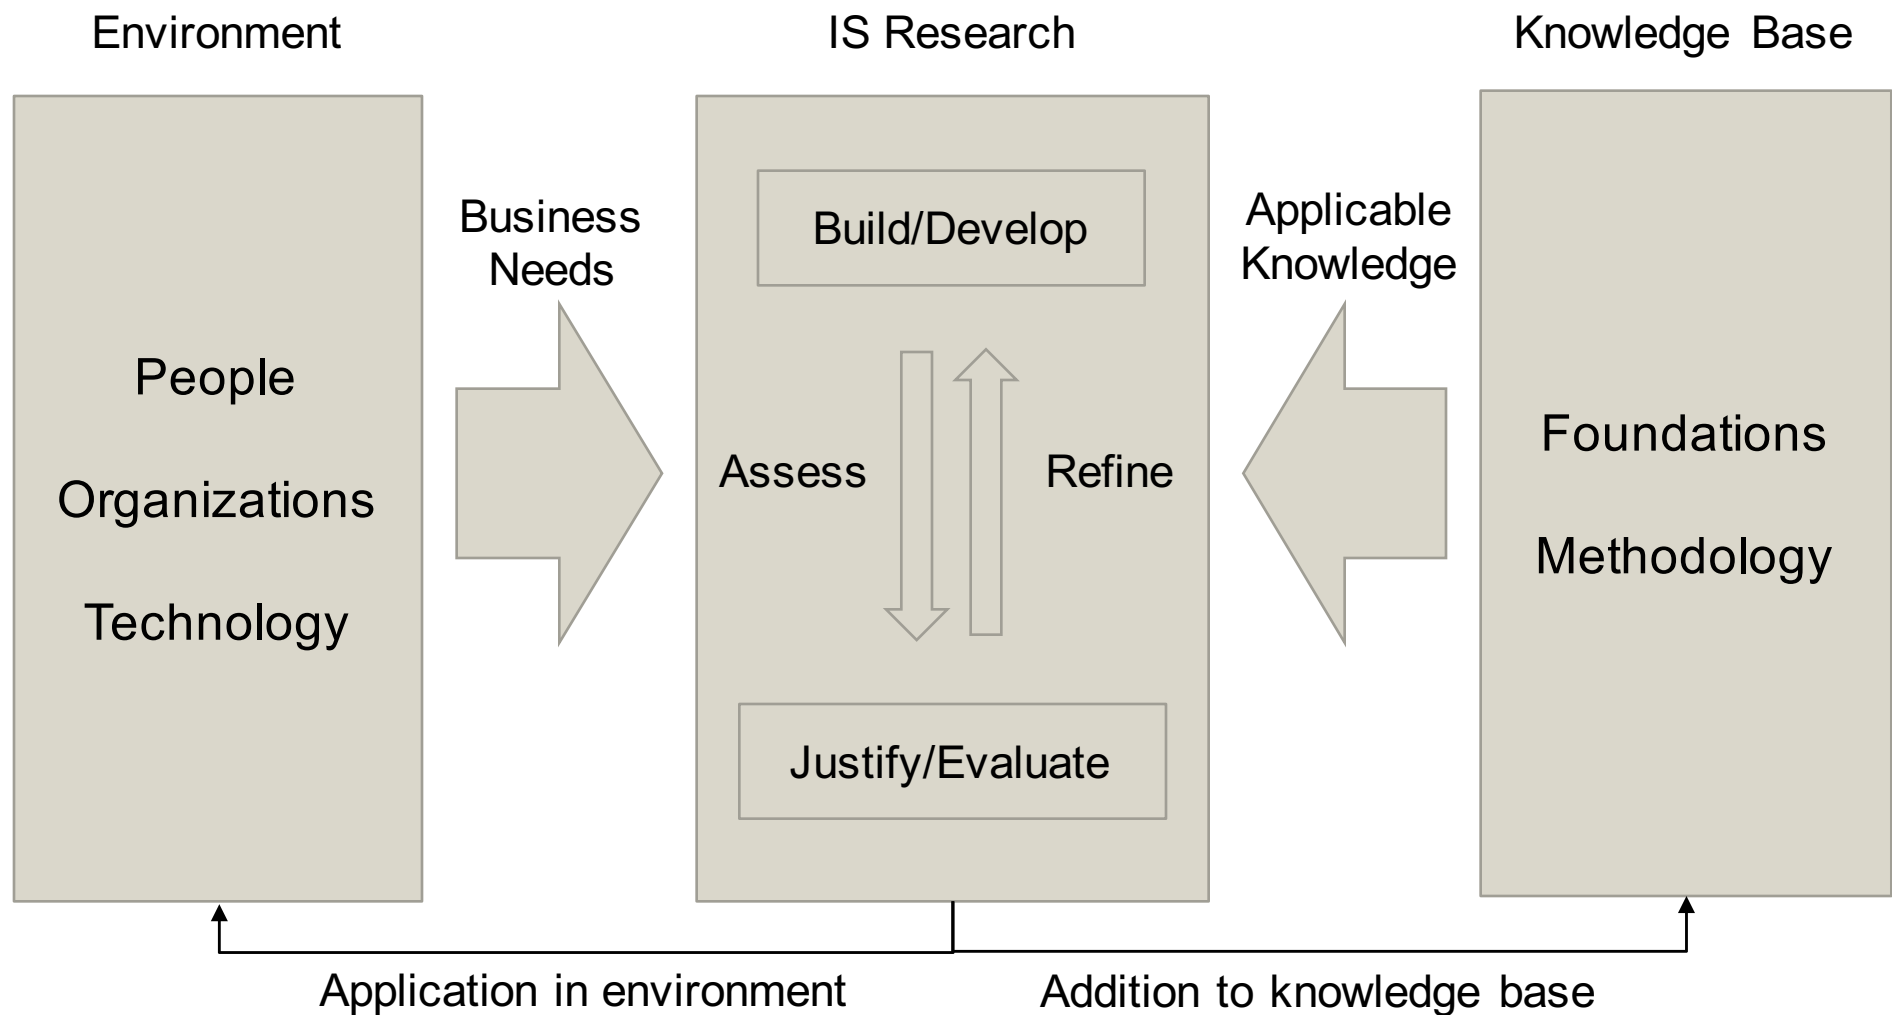 Environment
IS Research
Knowledge Base
People
Organizations
Technology
Business
Needs
Build/Develop
Assess
Refine
Justify/Evaluate
Applicable
Knowledge
Foundations
Methodology
Application in environment
Addition to knowledge base